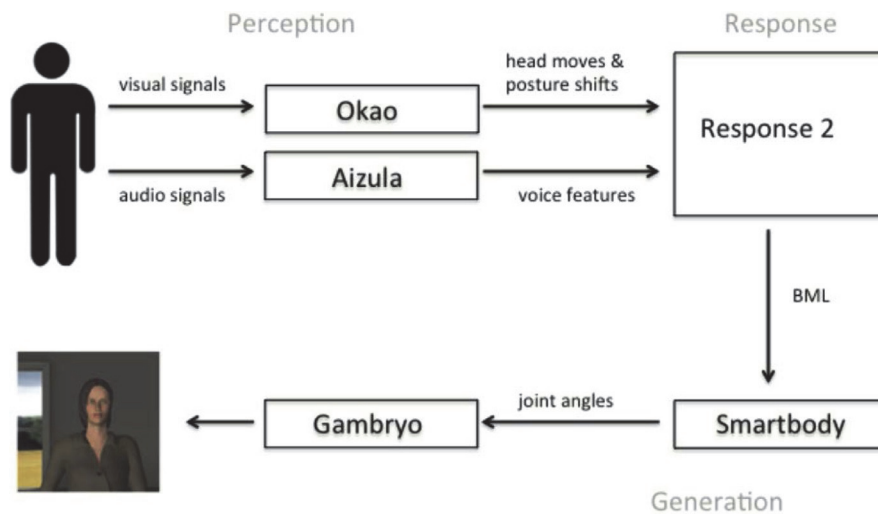 Perception
Response
visual signals
Okao
head moves &
posture shifts
Response 2
audio signals
Aizula
voice features
BML
Gambryo
joint angles
Smartbody
Generation